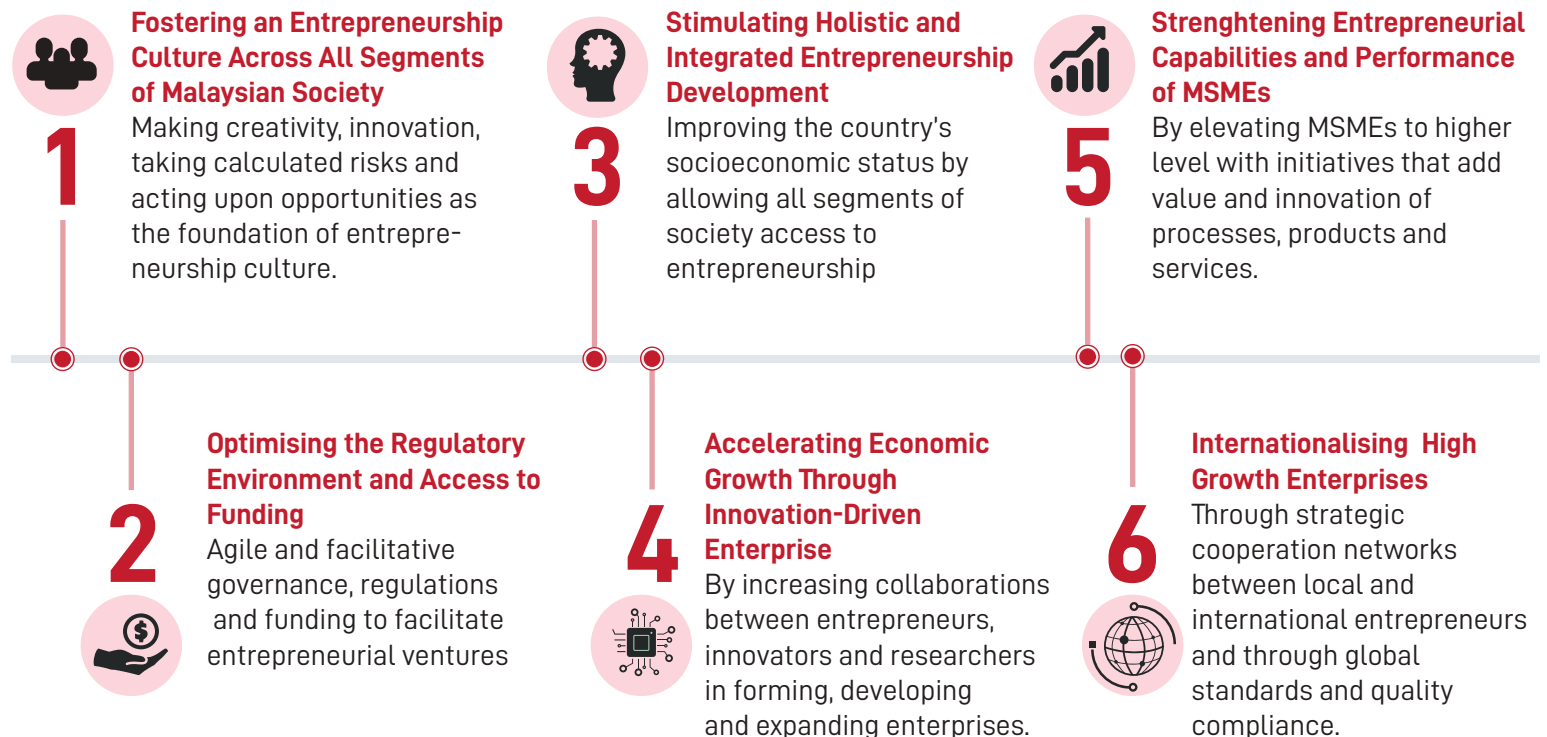 Fostering an Entrepreneurship
Culture Across All Segments
of Malaysian Society
1
Making creativity, innovation,
taking calculated risks and
acting upon opportunities as
the foundation of entrepre-
neurship culture.
Optimising the Regulatory
Environment and Access to
Funding
2
Agile and facilitative
governance, regulations
and funding to facilitate
entrepreneurial ventures
$
Stimulating Holistic and
Integrated Entrepreneurship
Development
3
Improving the country's
socioeconomic status by
allowing all segments of
society access to
entrepreneurship
Accelerating Economic
Growth Through
Innovation-Driven
Enterprise
4
By increasing collaborations
between entrepreneurs,
innovators and researchers
in forming, developing
and expanding enterprises.
Strenghtening Entrepreneurial
Capabilities and Performance
of MSMEs
5
By elevating MSMEs to higher
level with initiatives that add
value and innovation of
processes, products and
services.
Internationalising High
Growth Enterprises
6
Through strategic
cooperation networks
between local and
international entrepreneurs
and through global
standards and quality
compliance.